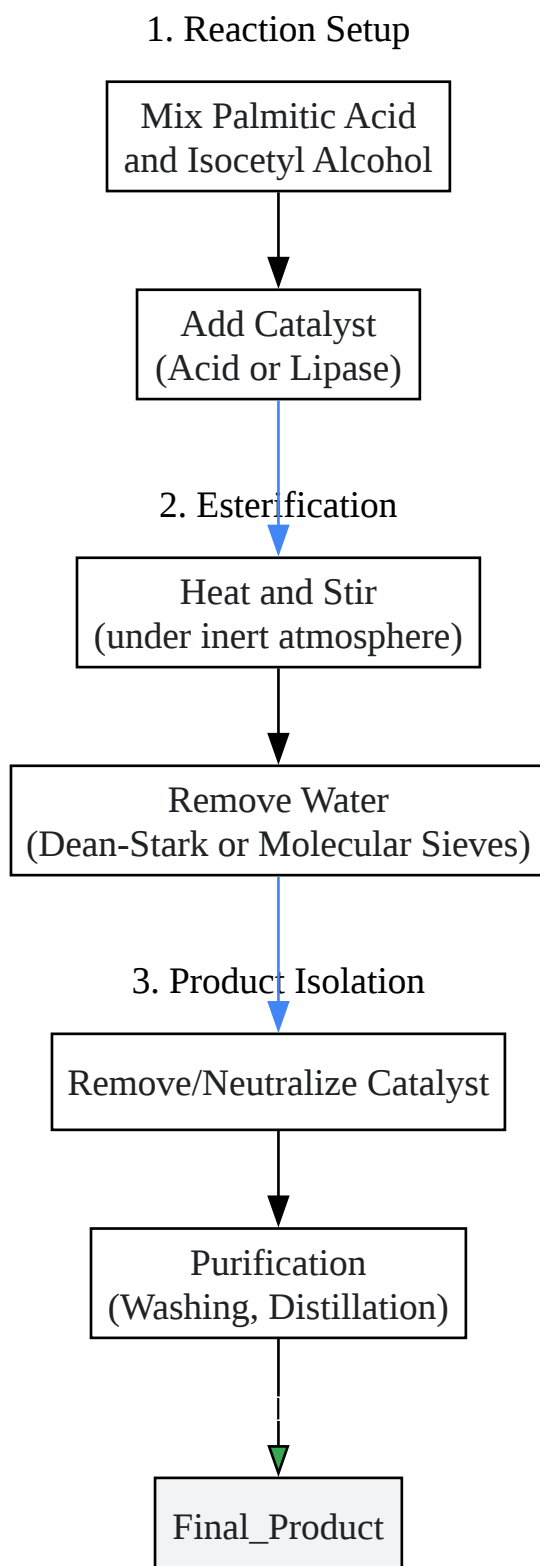 1. Reaction Setup
Mix Palmitic Acid
and Isocetyl Alcohol
Add Catalyst
(Acid or Lipase)
2. Esterification
Heat and Stir
(under inert atmosphere)
Remove Water
(Dean-Stark or Molecular Sieves)
3. Product Isolation
Remove/Neutralize Catalyst
Purification
(Washing, Distillation)
Final_Product